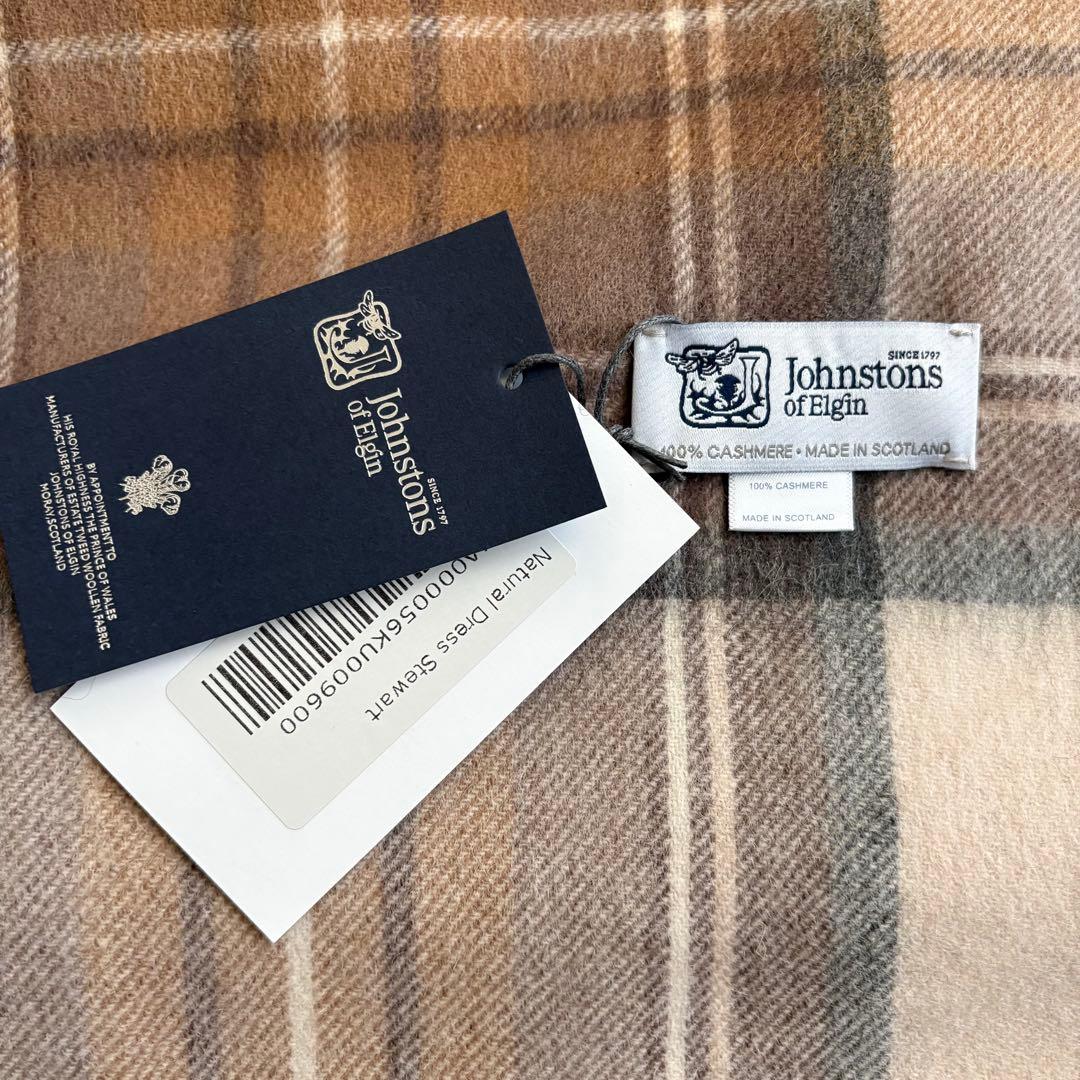 Johnstons
of Elgin
SINCE 1797
BY APPOINTMENT TO
HIS ROYAL HIGHNESS THE PRINCE OF WALES
MANUFACTURERS OF ESTATE TWEED WOOLLEN FABRIC
JOHNSTONS OF ELGIN
MORAY, SCOTLAND
Natural Dress Stewart
A000056KU009600
SINCE 1797
Johnstons
of Elgin
100% CASHMERE • MADE IN SCOTLAND
100% CASHMERE
MADE IN SCOTLAND